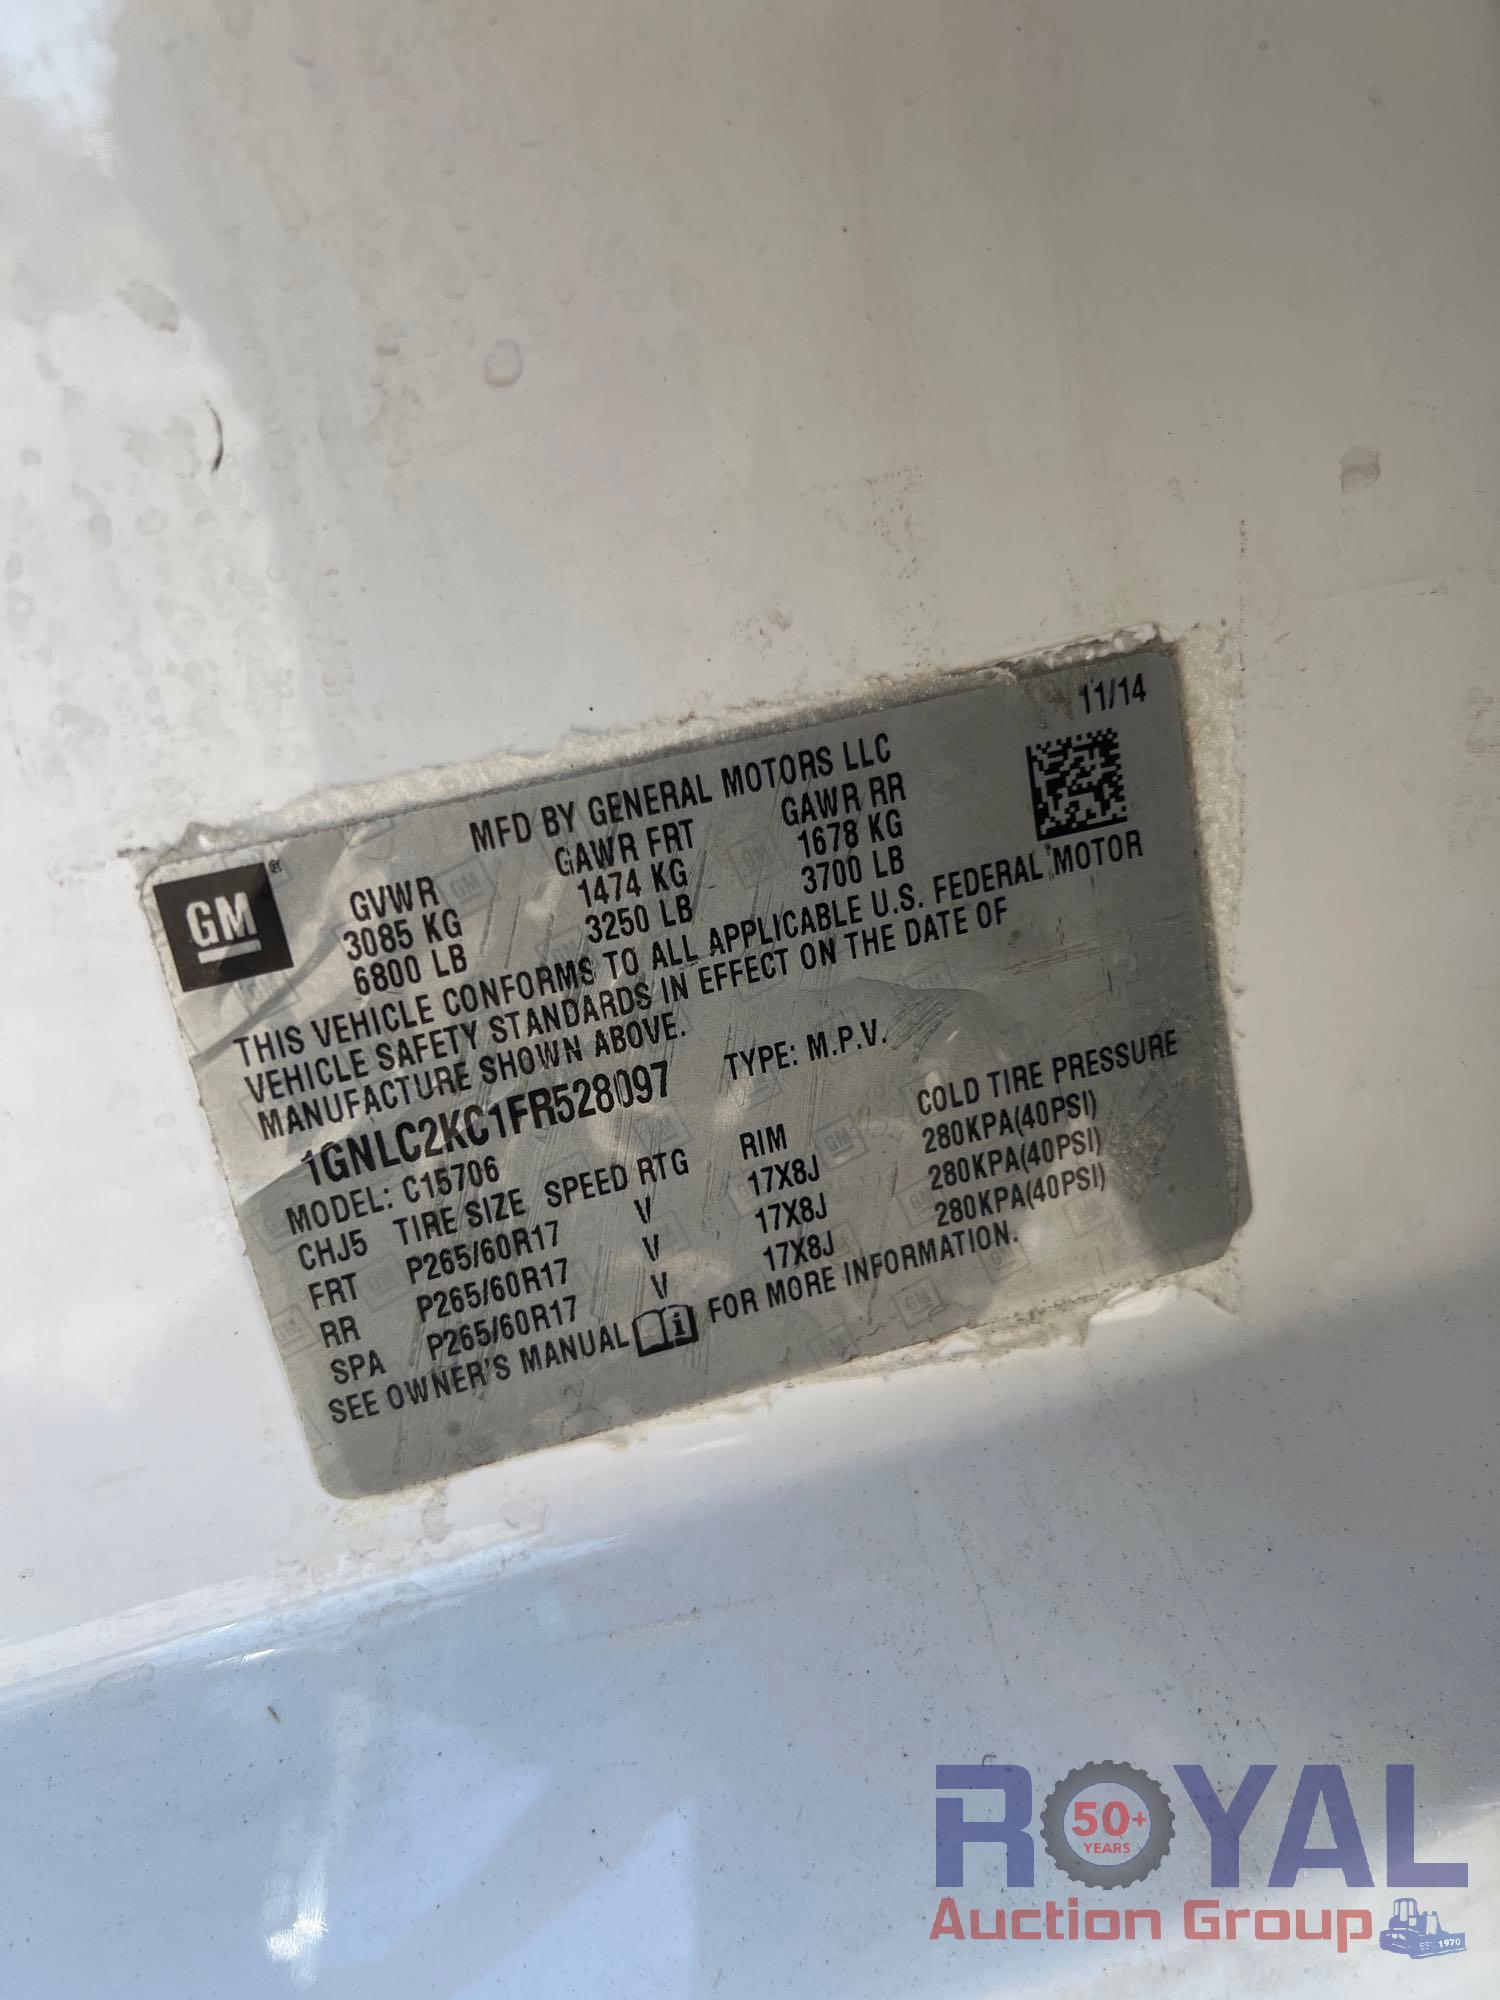 11/14
MFD BY GENERAL MOTORS LLC
GM®
GVWR GAWR FRT GAWR RR
3085 KG 1474 KG 1678 KG
6800 LB 3250 LB 3700 LB
THIS VEHICLE CONFORMS TO ALL APPLICABLE U.S. FEDERAL MOTOR
VEHICLE SAFETY STANDARDS IN EFFECT ON THE DATE OF
MANUFACTURE SHOWN ABOVE.
1GNLC2KC1FR528097 TYPE: M.P.V.
MODEL: C15706
CHJ5 TIRE SIZE SPEED RTG RIM COLD TIRE PRESSURE
FRT P265/60R17 V 17X8J 280KPA(40PSI)
RR P265/60R17 V 17X8J 280KPA(40PSI)
SPA P265/60R17 V 17X8J 280KPA(40PSI)
SEE OWNER'S MANUAL FOR MORE INFORMATION.
ROYAL
50+
YEARS
Auction Group
EST. 1970